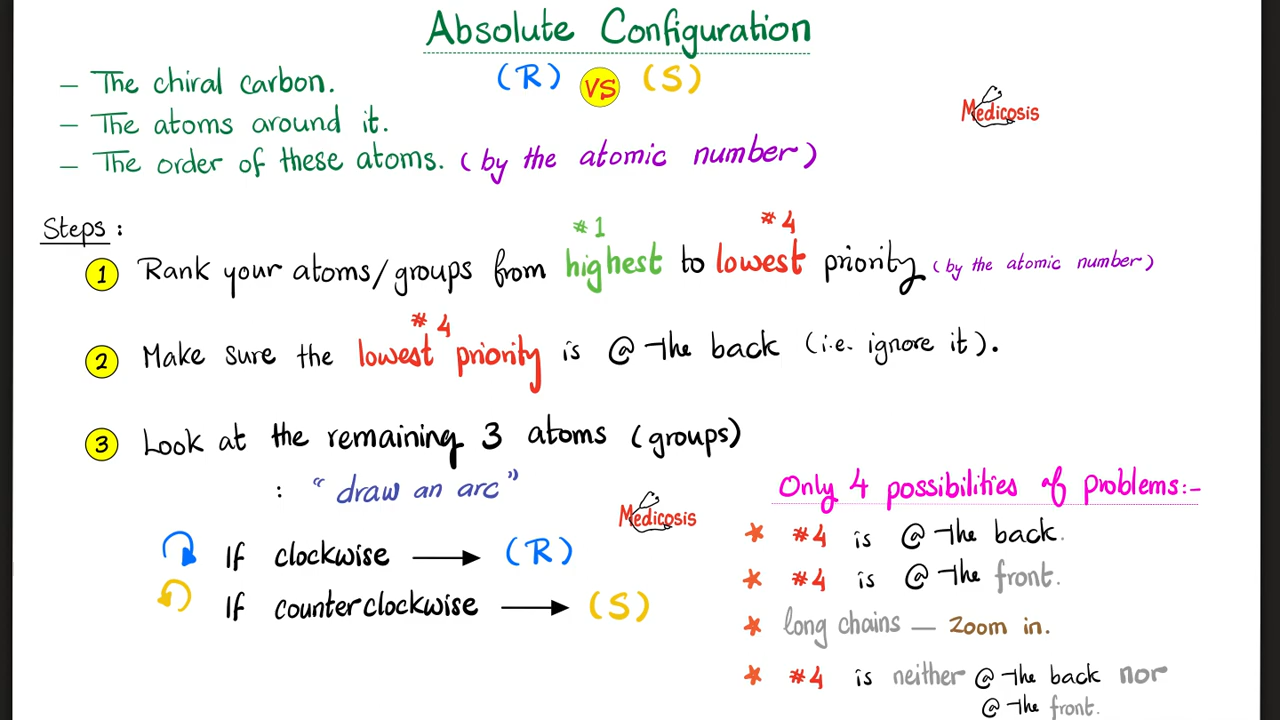 Absolute Configuration
(R) VS (S)
– The chiral carbon.
– The atoms around it.
– The order of these atoms. (by the atomic number)
Medicosis
Steps :
#1 #4
1 Rank your atoms/groups from highest to lowest priority (by the atomic number)
#4
2 Make sure the lowest priority is @ the back (i.e. ignore it).
3 Look at the remaining 3 atoms (groups)
: “draw an arc”
If clockwise → (R)
If counterclockwise → (S)
Medicosis
Only 4 possibilities of problems:-
* #4 is @ the back.
* #4 is @ the front.
* long chains – Zoom in.
* #4 is neither @ the back nor
@ the front.